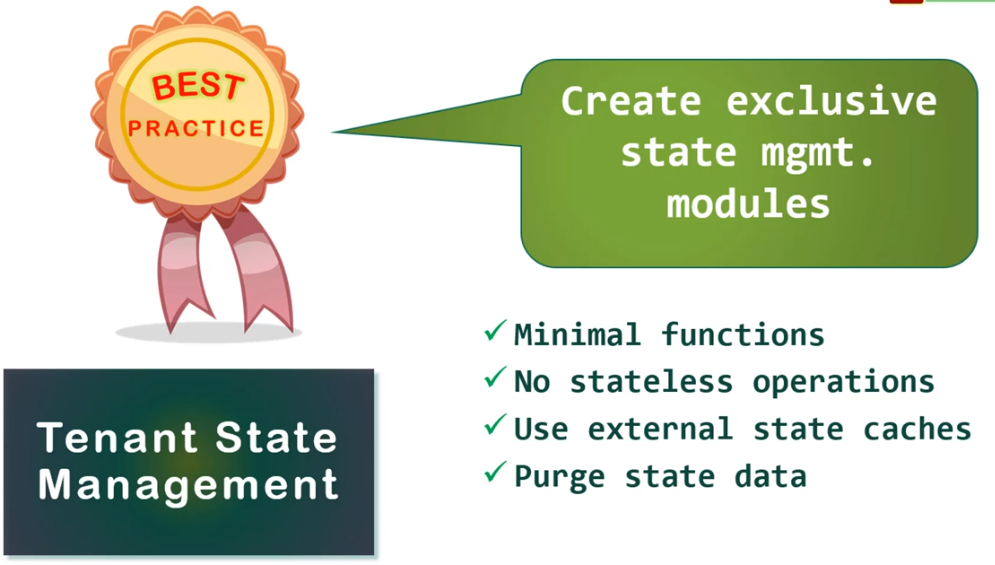 BEST
PRACTICE
Create exclusive
state mgmt.
modules
Minimal functions
No stateless operations
Use external state caches
Purge state data
Tenant State
Management